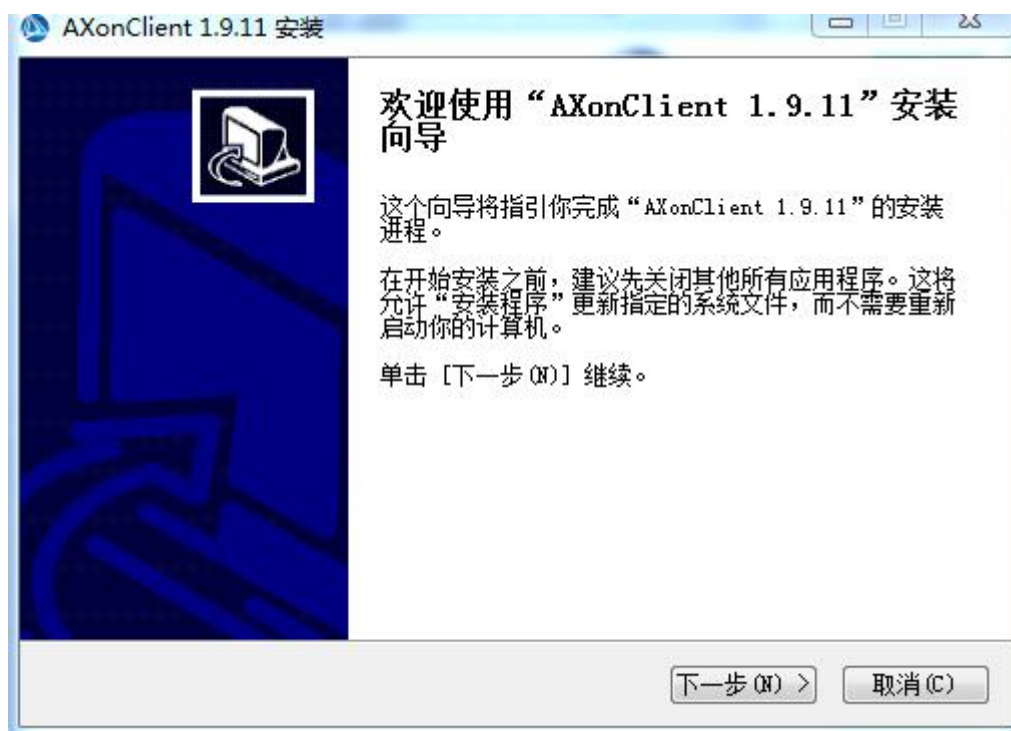 AXonClient 1.9.11 安装
欢迎使用“AXonClient 1.9.11”安装
向导
这个向导将指引你完成“AXonClient 1.9.11”的安装
进程。
在开始安装之前，建议先关闭其他所有应用程序。这将
允许“安装程序”更新指定的系统文件，而不需要重新
启动你的计算机。
单击 [下一步(N)] 继续。
下一步(N) >
取消(C)